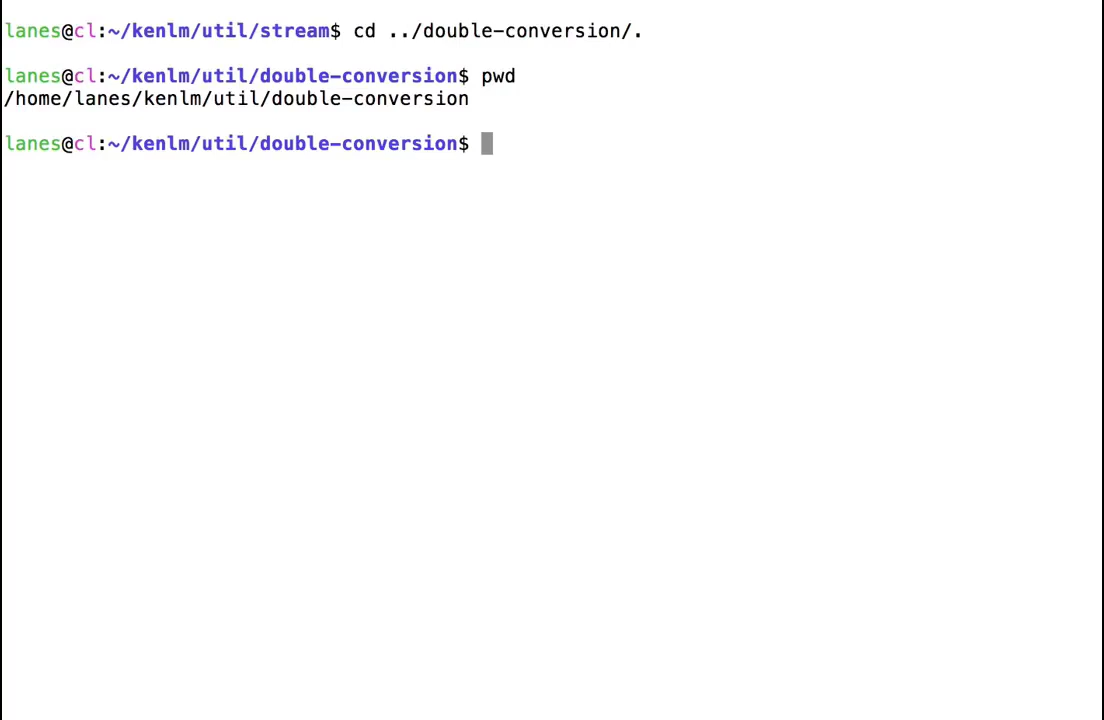 lanes@cl:~/kenlm/util/stream$ cd ../double-conversion/.
lanes@cl:~/kenlm/util/double-conversion$ pwd
/home/lanes/kenlm/util/double-conversion
lanes@cl:~/kenlm/util/double-conversion$